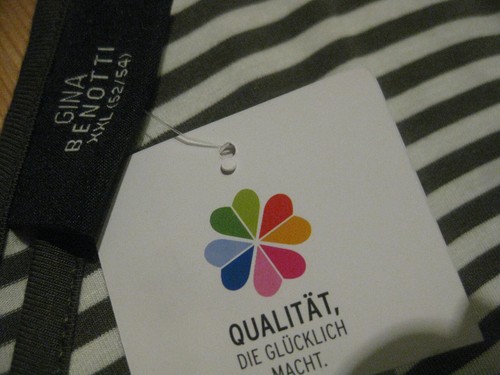 GINA
BENOTTI
XXL (52/54)
QUALITÄT,
DIE GLÜCKLICH
MACHT.